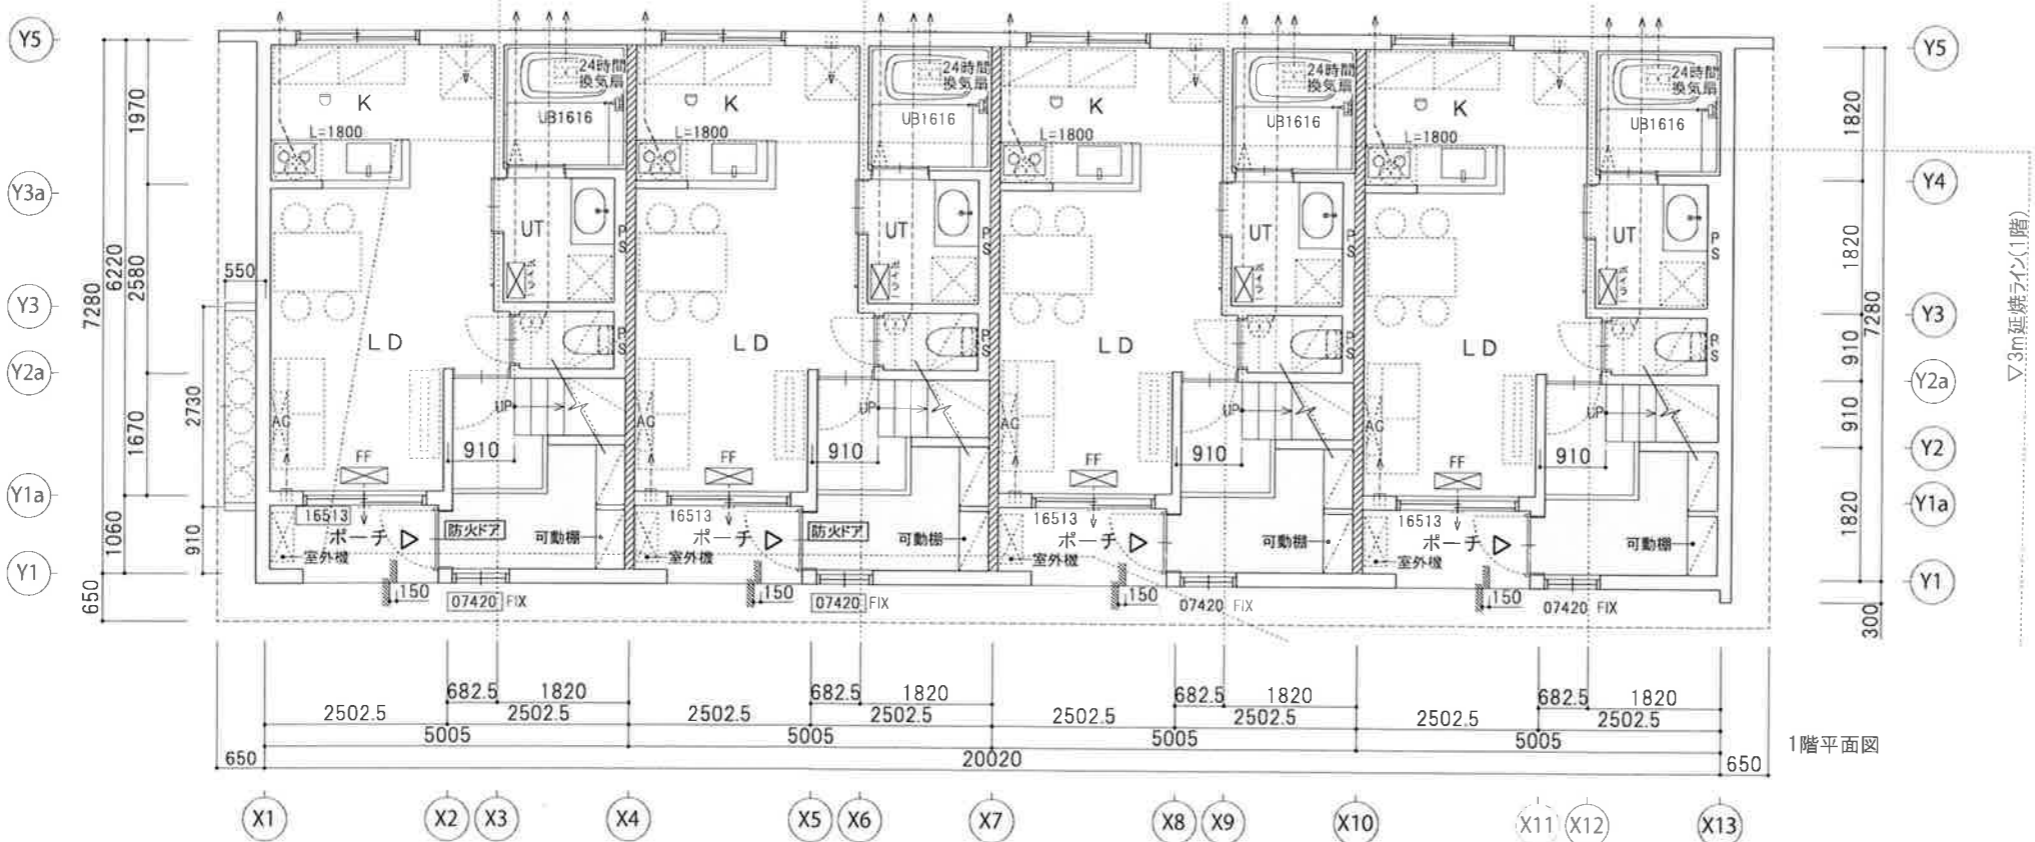 Y5
Y3a
Y3
Y2a
Y1a
Y1
7280
6220
1060
650
1970
2580
1670
550
2730
910
24時間
換気扇
UB1616
K
L=1800
UT
PS
LD
PS
UP
AC
910
FF
16513
ポーチ
防火ドア
可動棚
室外機
150
07420 FIX
24時間
換気扇
UB1616
K
L=1800
UT
PS
LD
PS
UP
AC
910
FF
16513
ポーチ
防火ドア
可動棚
室外機
150
07420 FIX
24時間
換気扇
UB1616
K
L=1800
UT
PS
LD
PS
UP
AC
910
FF
16513
ポーチ
可動棚
室外機
150
07420 FIX
24時間
換気扇
UB1616
K
L=1800
UT
PS
LD
PS
UP
AC
910
FF
16513
ポーチ
可動棚
室外機
150
07420 FIX
1820
1820
910
910
1820
7280
300
Y5
Y4
Y3
Y2a
Y2
Y1a
Y1
▽3m延焼ライン(1階)
682.5 1820 682.5 1820 682.5 1820 682.5 1820
2502.5 2502.5 2502.5 2502.5 2502.5 2502.5 2502.5 2502.5
5005 5005 5005 5005
650 20020 650
1階平面図
X1 X2 X3 X4 X5 X6 X7 X8 X9 X10 X11 X12 X13